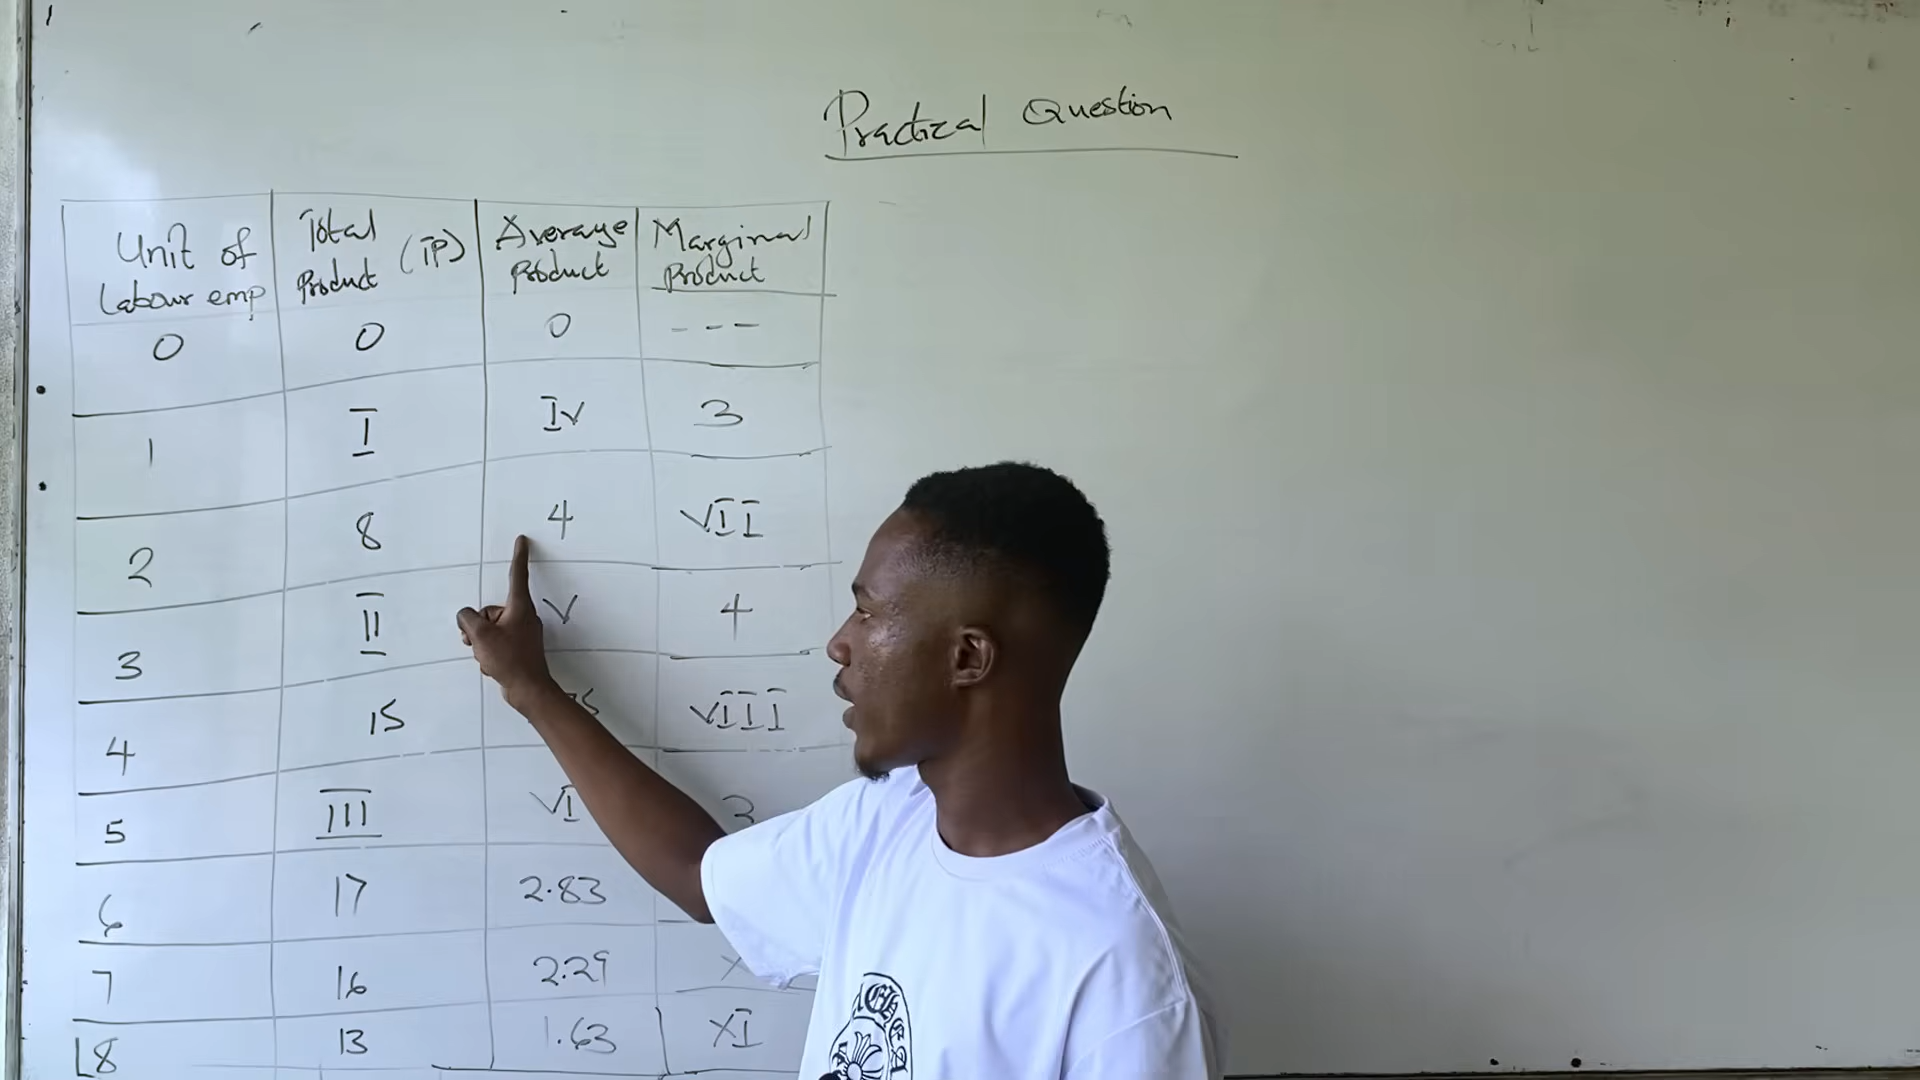 Practical Question
Unit of Labour emp | Total Product (TP) | Average Product | Marginal Product
0 | 0 | 0 | ---
1 | I | IV | 3
2 | 8 | 4 | VII
3 | II | V | 4
4 | 15 | VIII
5 | III | VI | 3
6 | 17 | 2.83
7 | 16 | 2.29 | X
8 | 13 | 1.63 | XI